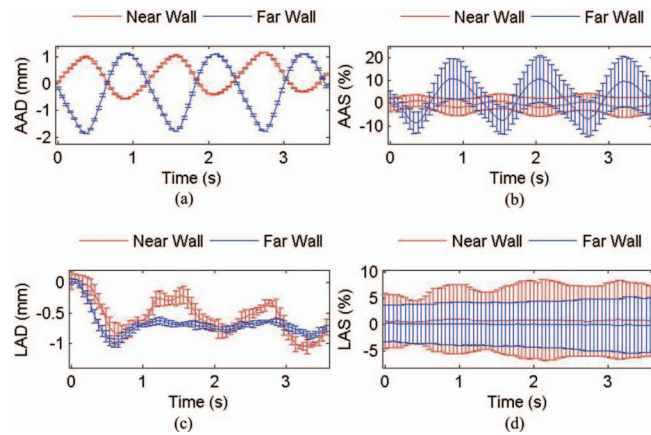 Near Wall Far Wall Near Wall Far Wall
AAD (mm) 1 0 -1 -2
0 1 2 3
Time (s)
(a)
AAS (%) 20 10 0 -10
0 1 2 3
Time (s)
(b)
Near Wall Far Wall Near Wall Far Wall
LAD (mm) 0 -0.5 -1
0 1 2 3
Time (s)
(c)
LAS (%) 10 5 0 -5
0 1 2 3
Time (s)
(d)